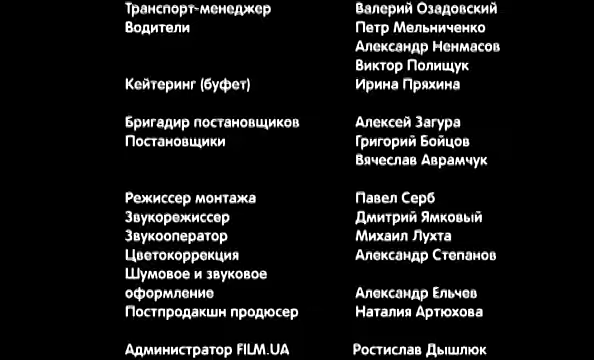 Транспорт-менеджер Валерий Озадовский
Водители Петр Мельниченко
Александр Ненмасов
Виктор Полищук
Кейтеринг (буфет) Ирина Пряхина
Бригадир постановщиков Алексей Загура
Постановщики Григорий Бойцов
Вячеслав Аврамчук
Режиссер монтажа Павел Серб
Звукорежиссер Дмитрий Ямковый
Звукооператор Михаил Лухта
Цветокоррекция Александр Степанов
Шумовое и звуковое
оформление Александр Ельчев
Постпродакшн продюсер Наталия Артюхова
Администратор FILM.UA Ростислав Дышлюк